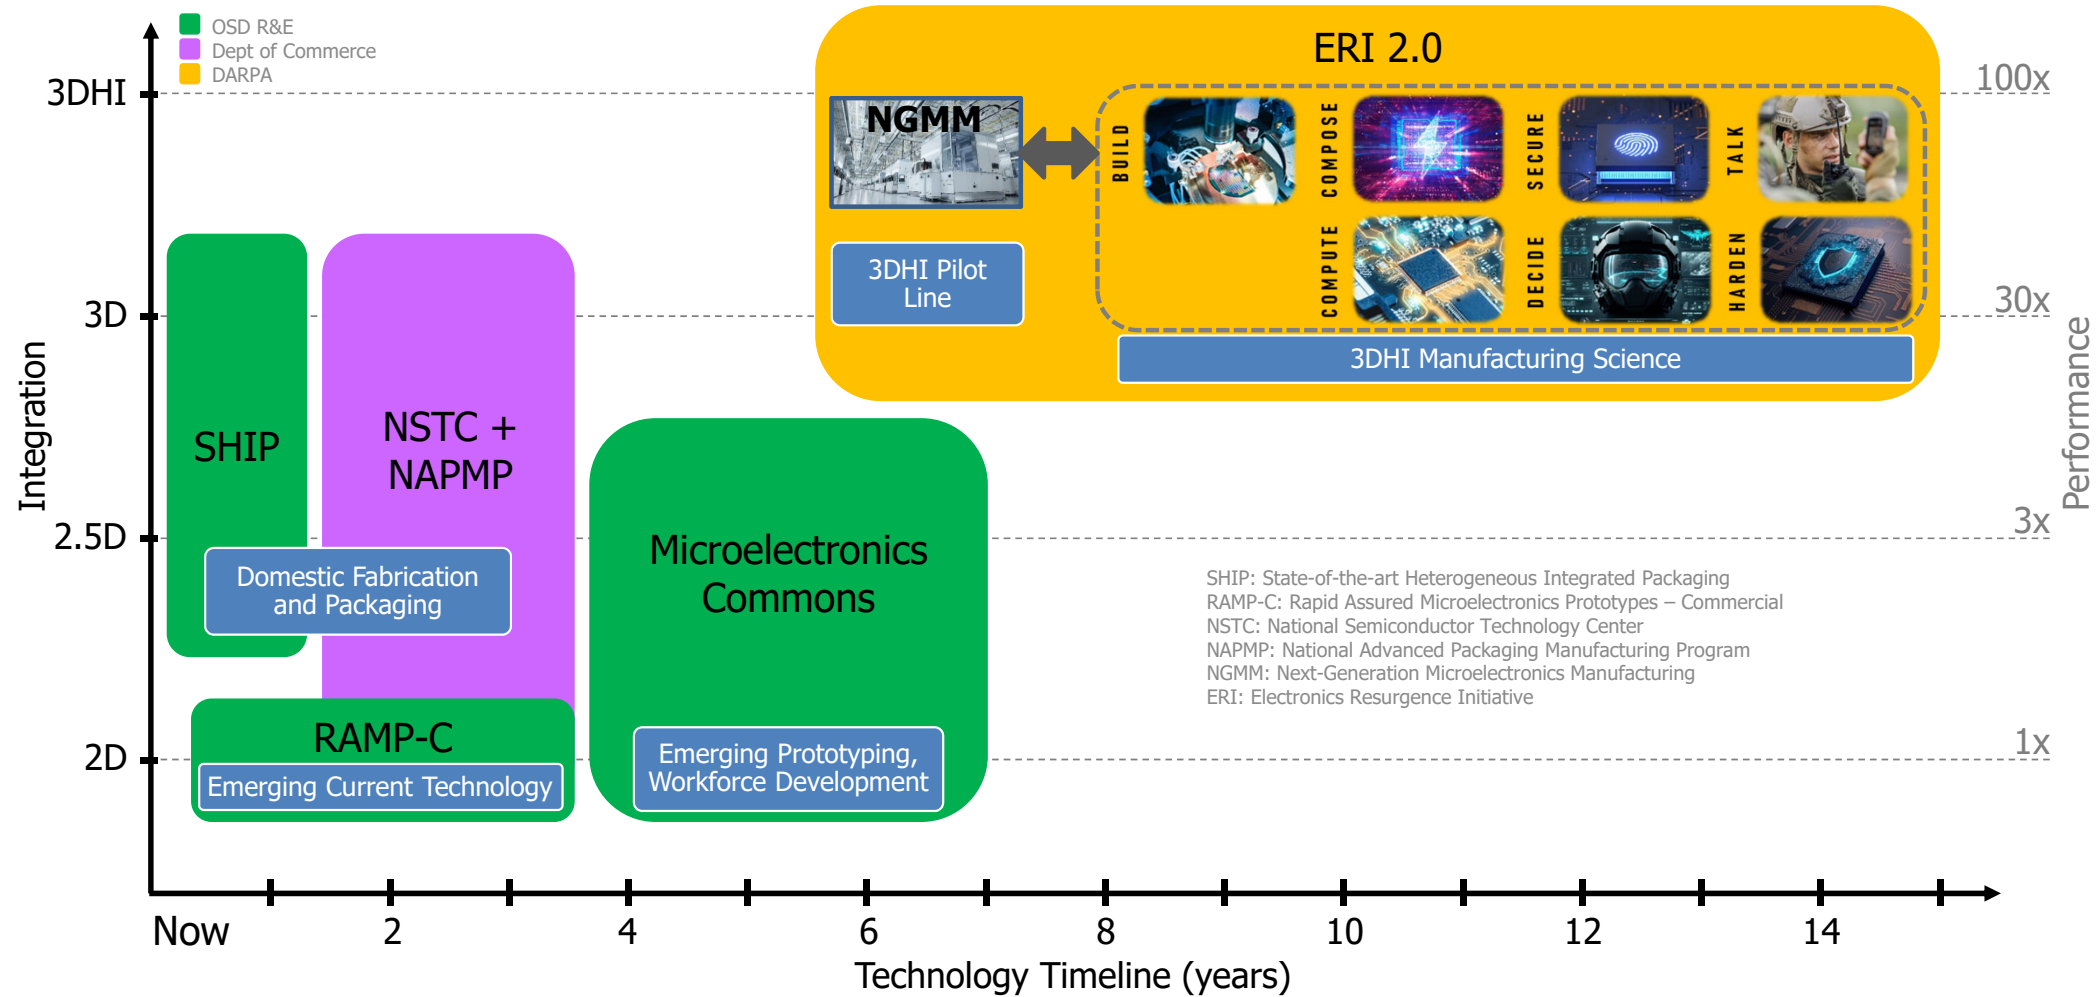 OSD R&E
Dept of Commerce
DARPA
ERI 2.0
3DHI
100x
NGMM
BUILD
COMPOSE
SECURE
TALK
COMPUTE
DECIDE
HARDEN
3DHI Pilot
Line
3D
30x
3DHI Manufacturing Science
Integration
Performance
SHIP
NSTC +
NAPMP
2.5D
3x
Domestic Fabrication
and Packaging
Microelectronics
Commons
SHIP: State-of-the-art Heterogeneous Integrated Packaging
RAMP-C: Rapid Assured Microelectronics Prototypes – Commercial
NSTC: National Semiconductor Technology Center
NAPMP: National Advanced Packaging Manufacturing Program
NGMM: Next-Generation Microelectronics Manufacturing
ERI: Electronics Resurgence Initiative
RAMP-C
2D
1x
Emerging Current Technology
Emerging Prototyping,
Workforce Development
Now 2 4 6 8 10 12 14
Technology Timeline (years)